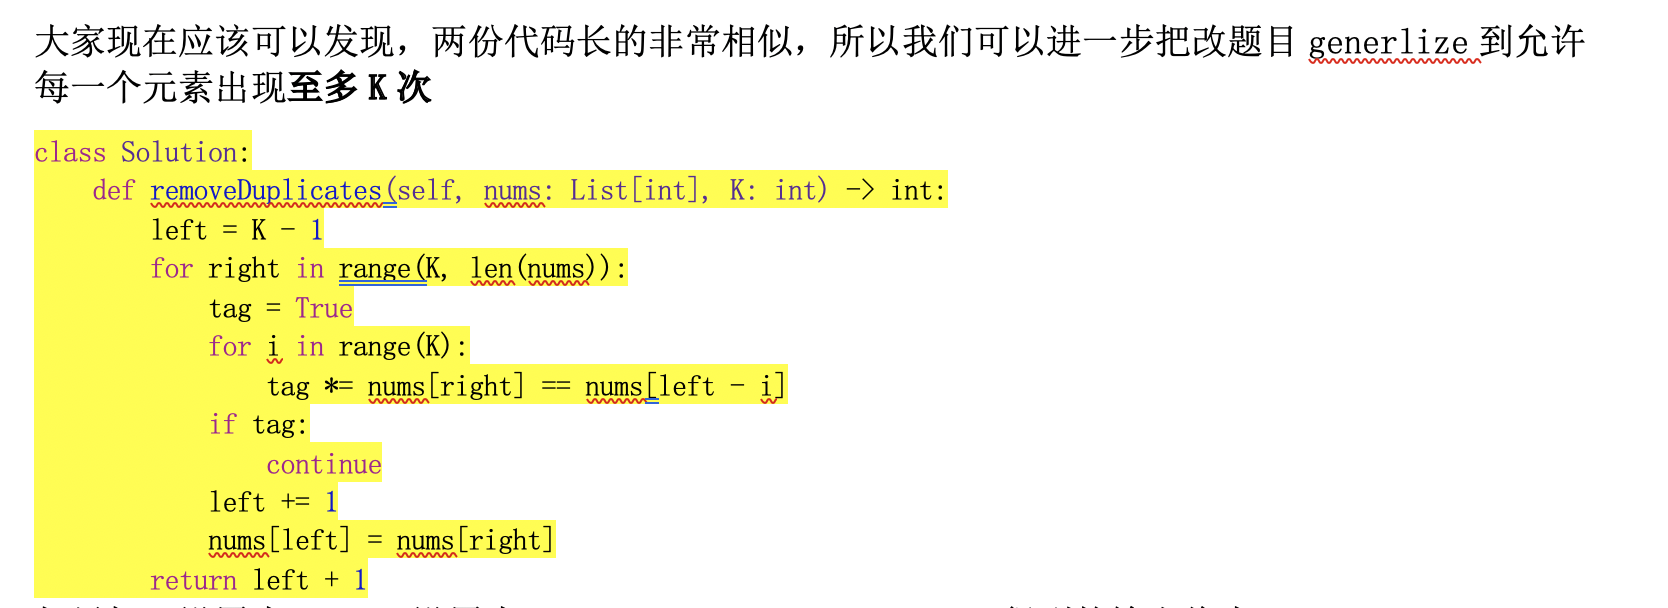 大家现在应该可以发现，两份代码长的非常相似，所以我们可以进一步把改题目 generlize 到允许
每一个元素出现至多 K 次
class Solution:
    def removeDuplicates(self, nums: List[int], K: int) -> int:
        left = K - 1
        for right in range(K, len(nums)):
            tag = True
            for i in range(K):
                tag *= nums[right] == nums[left - i]
            if tag:
                continue
            left += 1
            nums[left] = nums[right]
        return left + 1